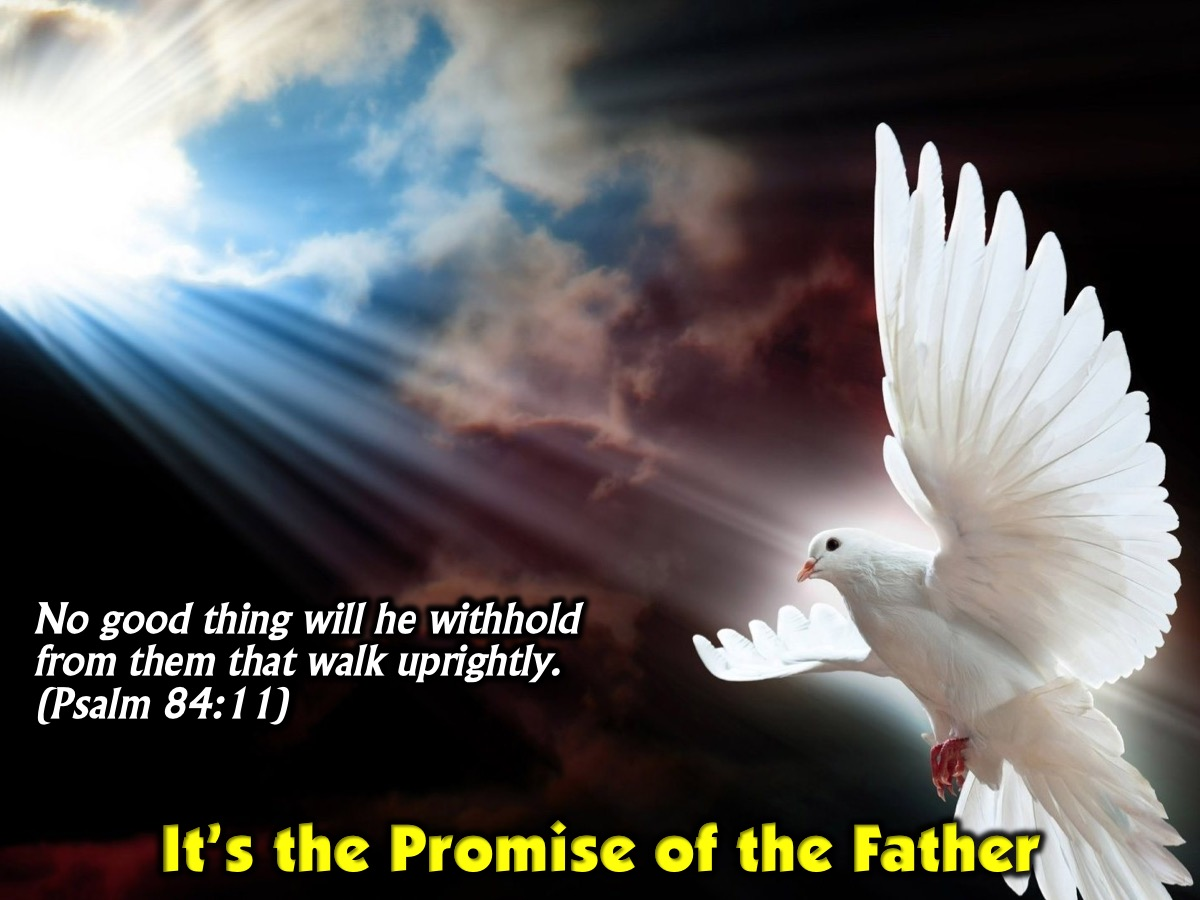 No good thing will he withhold
from them that walk uprightly.
(Psalm 84:11)
It’s the Promise of the Father